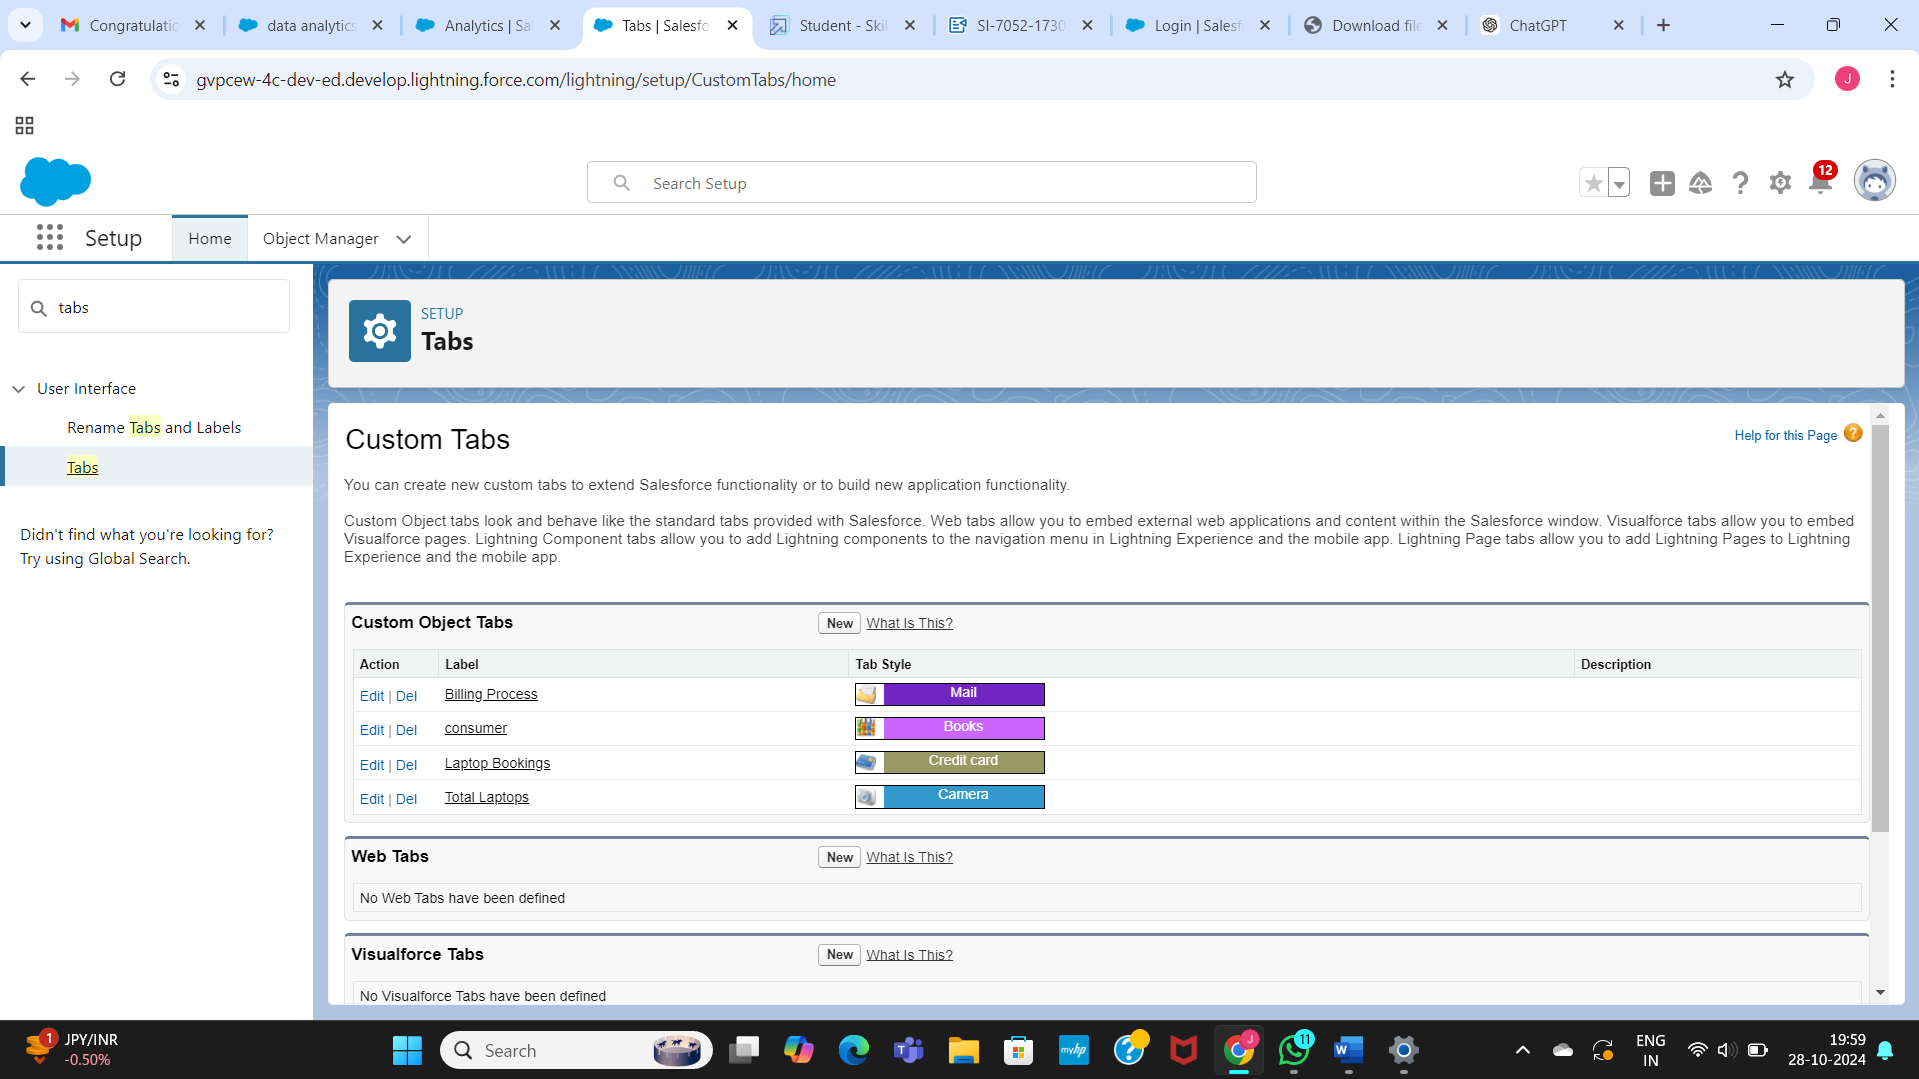 Congratulatio
data analytics
Analytics | Sal
Tabs | Salesfo
Student - Skil
SI-7052-1730
Login | Salesf
Download file
ChatGPT
gvpcew-4c-dev-ed.develop.lightning.force.com/lightning/setup/CustomTabs/home
J
Search Setup
12
Setup
Home
Object Manager
tabs
User Interface
Rename Tabs and Labels
Tabs
Didn't find what you're looking for?
Try using Global Search.
SETUP
Tabs
Custom Tabs
Help for this Page ?
You can create new custom tabs to extend Salesforce functionality or to build new application functionality.
Custom Object tabs look and behave like the standard tabs provided with Salesforce. Web tabs allow you to embed external web applications and content within the Salesforce window. Visualforce tabs allow you to embed
Visualforce pages. Lightning Component tabs allow you to add Lightning components to the navigation menu in Lightning Experience and the mobile app. Lightning Page tabs allow you to add Lightning Pages to Lightning
Experience and the mobile app.
Custom Object Tabs New What Is This?
Action Label Tab Style Description
Edit | Del Billing Process Mail
Edit | Del consumer Books
Edit | Del Laptop Bookings Credit card
Edit | Del Total Laptops Camera
Web Tabs New What Is This?
No Web Tabs have been defined
Visualforce Tabs New What Is This?
No Visualforce Tabs have been defined
1
JPY/INR
-0.50%
Search
myhp
J
11
ENG
IN
19:59
28-10-2024